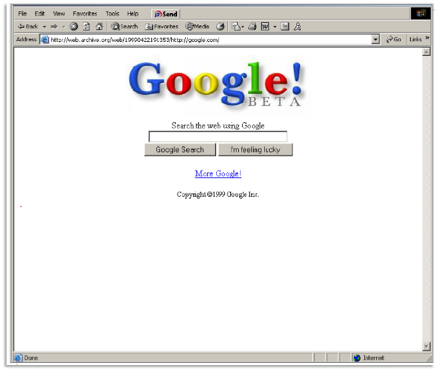 File Edit View Favorites Tools Help Send
Back Search Favorites Media
Address http://web.archive.org/web/19990422191353/http://google.com/ Go Links »
Google!
BETA
Search the web using Google
Google Search I'm feeling lucky
More Google!
Copyright ©1999 Google Inc.
Done Internet